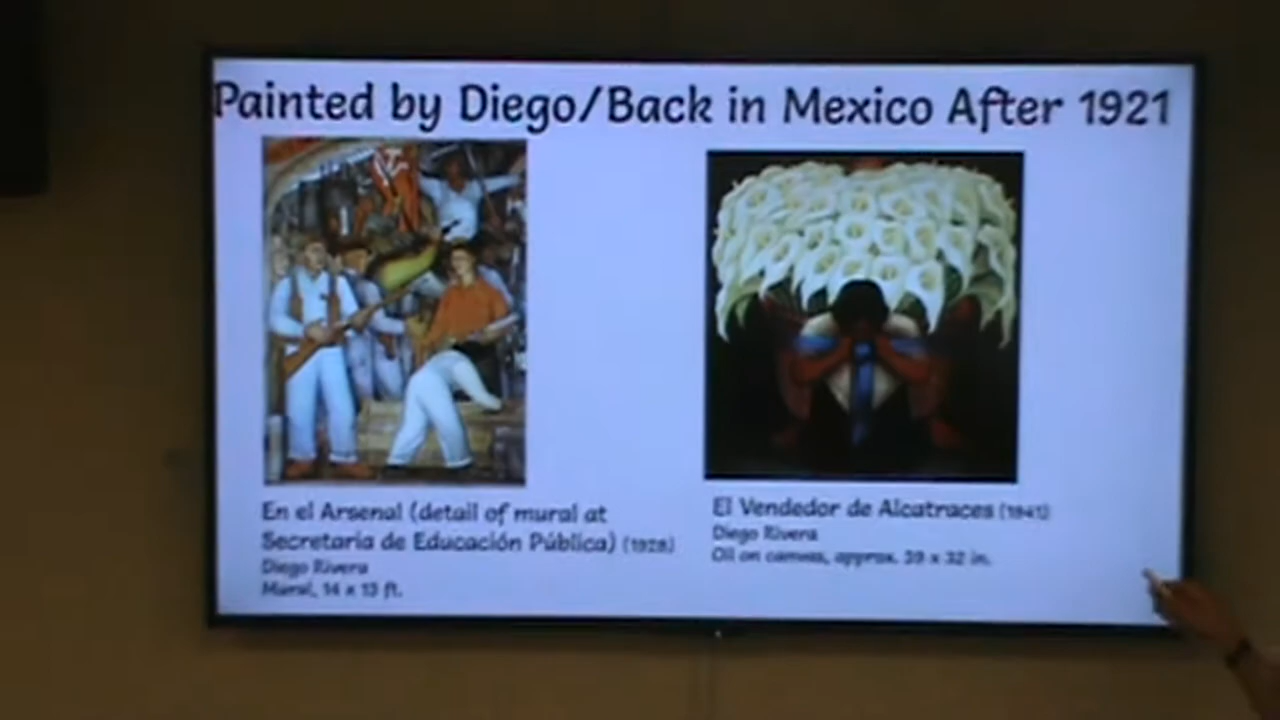 Painted by Diego/Back in Mexico After 1921
En el Arsenal (detail of mural at
Secretaria de Educación Pública) (1928)
Diego Rivera
Mural, 14 x 13 ft.
El Vendedor de Alcatraces (1941)
Diego Rivera
Oil on canvas, approx. 39 x 32 in.